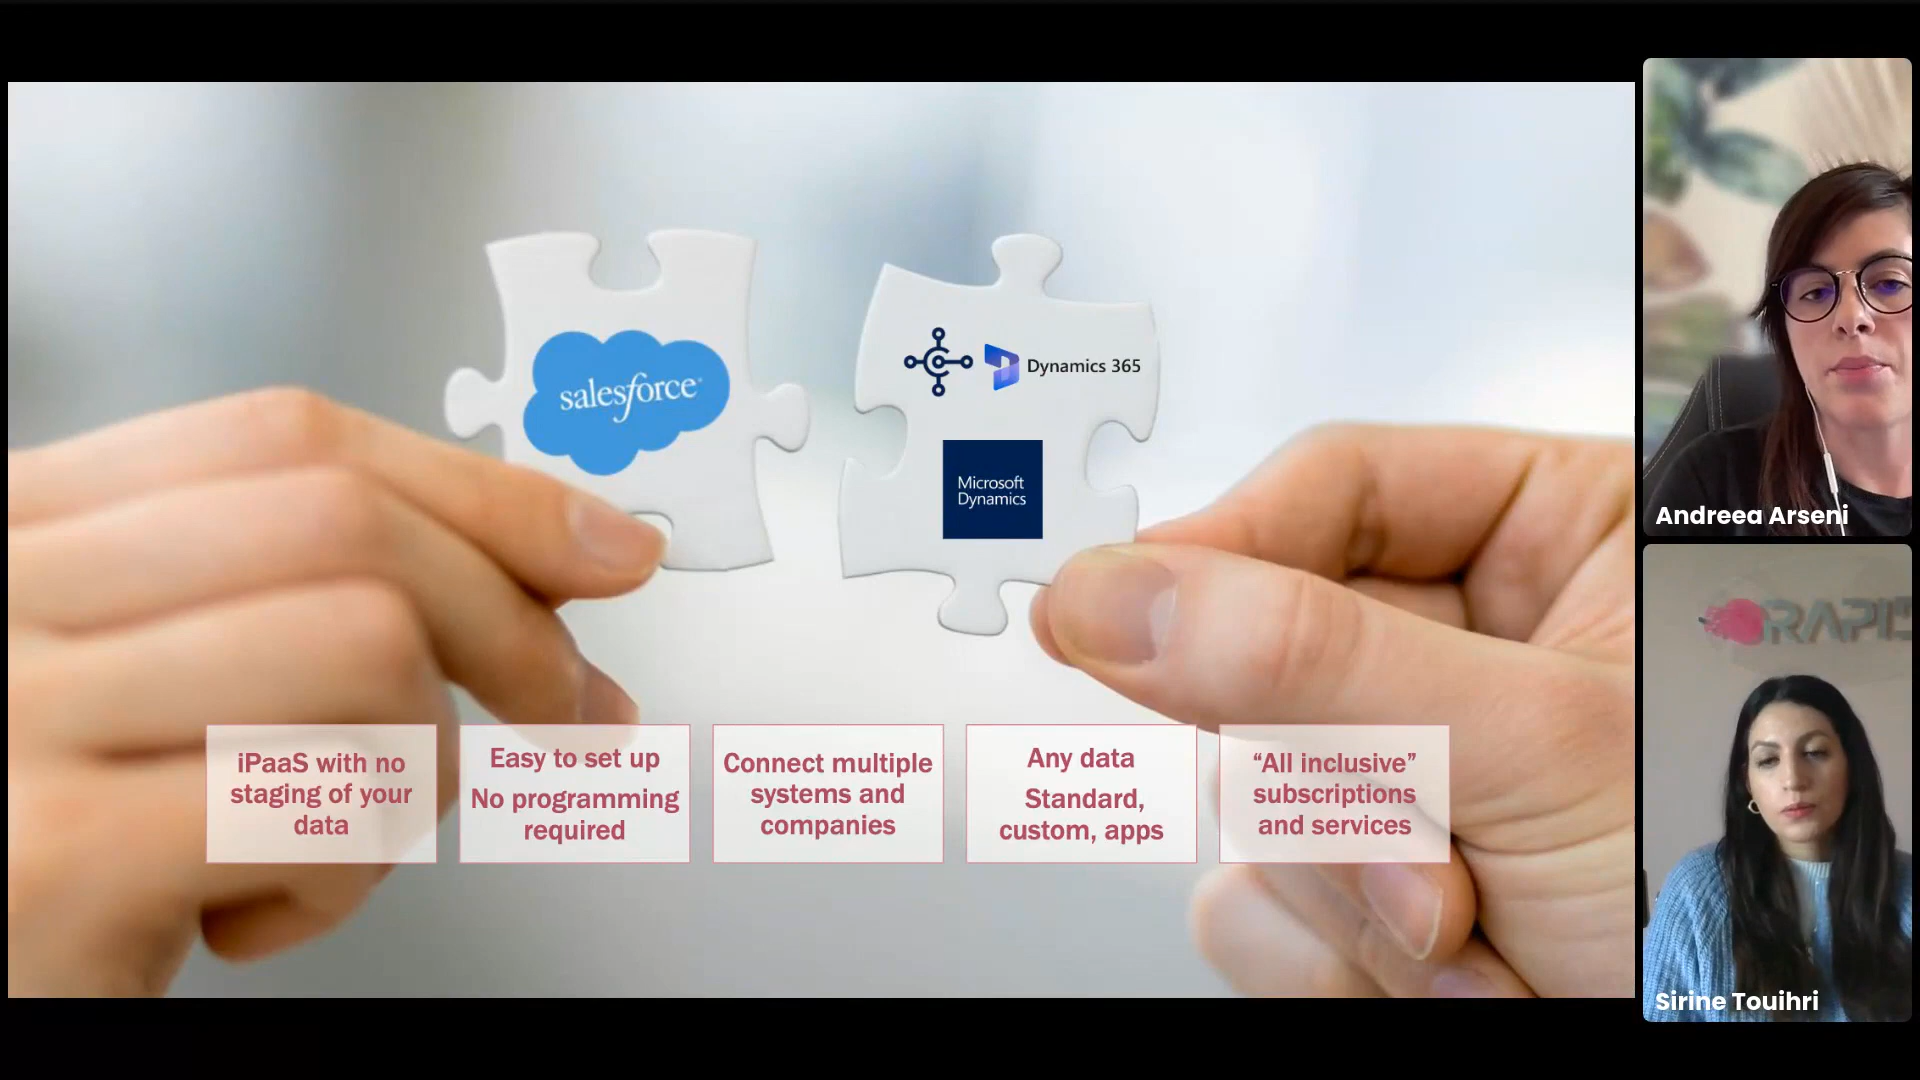 salesforce
Dynamics 365
Microsoft
Dynamics
iPaaS with no
staging of your
data
Easy to set up
No programming
required
Connect multiple
systems and
companies
Any data
Standard,
custom, apps
“All inclusive”
subscriptions
and services
Andreea Arseni
Sirine Touihri